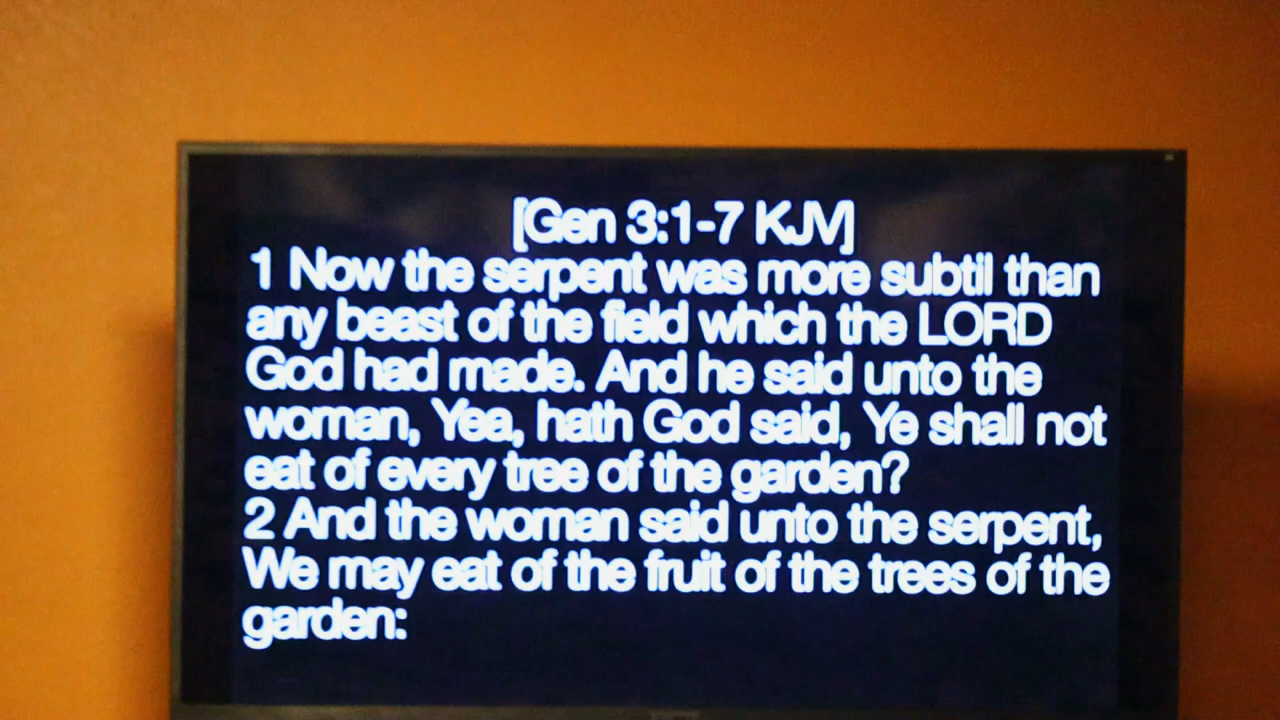 [Gen 3:1-7 KJV]
1 Now the serpent was more subtil than
any beast of the field which the LORD
God had made. And he said unto the
woman, Yea, hath God said, Ye shall not
eat of every tree of the garden?
2 And the woman said unto the serpent,
We may eat of the fruit of the trees of the
garden: